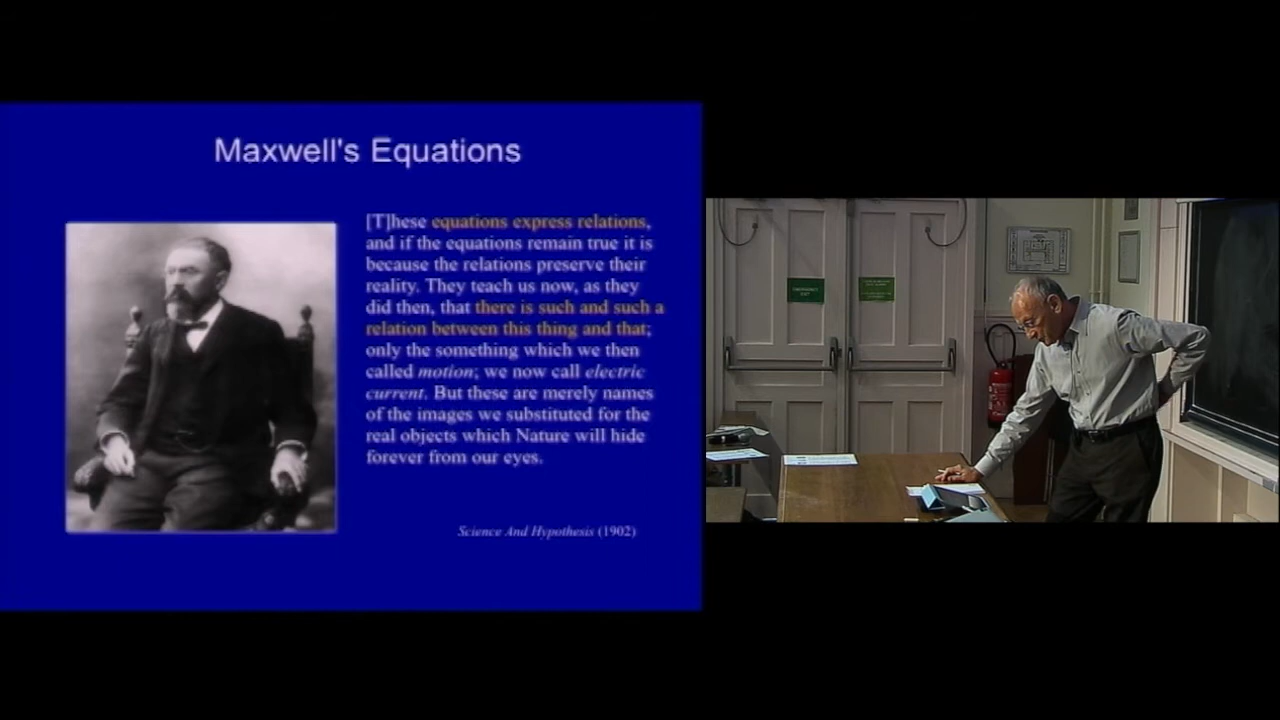 Maxwell's Equations
[T]hese equations express relations,
and if the equations remain true it is
because the relations preserve their
reality. They teach us now, as they
did then, that there is such and such a
relation between this thing and that;
only the something which we then
called motion; we now call electric
current. But these are merely names
of the images we substituted for the
real objects which Nature will hide
forever from our eyes.
Science And Hypothesis (1902)